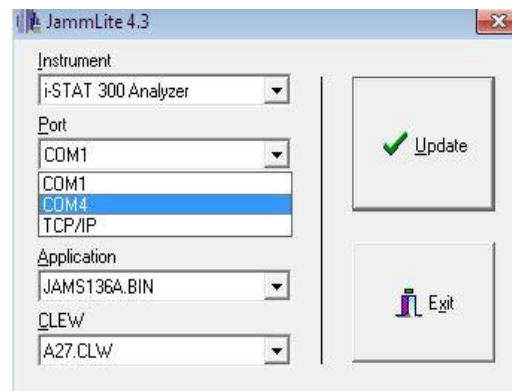 JammLite 4.3
Instrument
i-STAT 300 Analyzer
Port
COM1
COM1
COM4
TCP/IP
Application
JAMS136A.BIN
CLEW
A27.CLW
Update
Exit